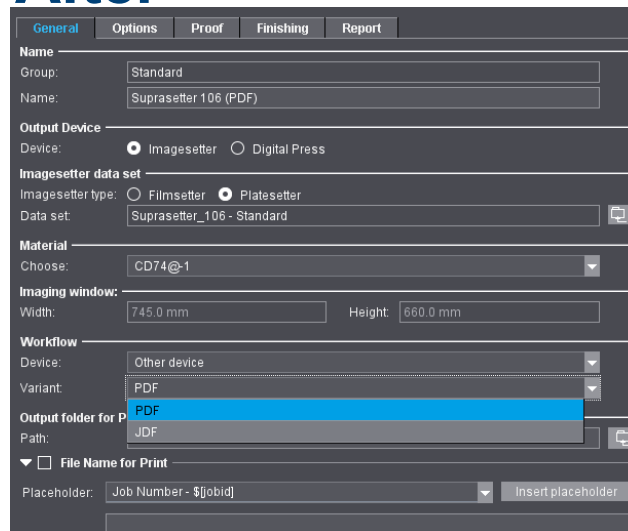 After
General Options Proof Finishing Report
Name
Group: Standard
Name: Suprasetter 106 (PDF)
Output Device
Device: Imagesetter Digital Press
Imagesetter data set
Imagesetter type: Filmsetter Platesetter
Data set: Suprasetter_106 - Standard
Material
Choose: CD74@-1
Imaging window:
Width: 745.0 mm Height: 660.0 mm
Workflow
Device: Other device
Variant: PDF
PDF
Output folder for P
JDF
Path:
File Name for Print
Placeholder: Job Number - $[jobid] Insert placeholder